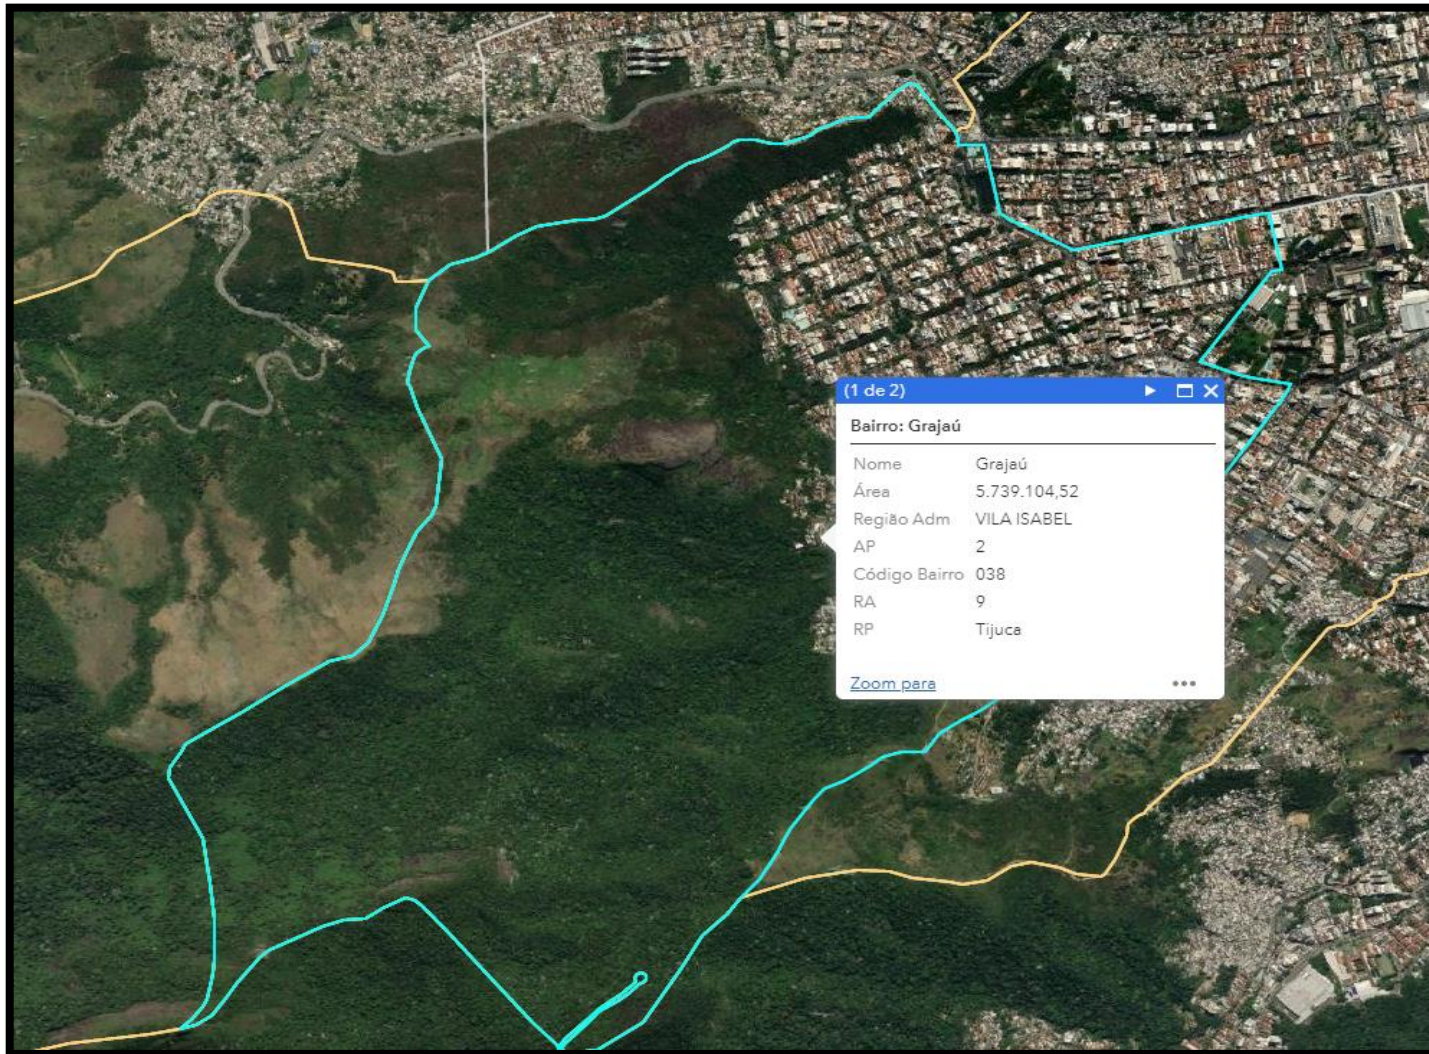 (1 de 2)
Bairro: Grajaú
Nome Grajaú
Área 5.739.104,52
Região Adm VILA ISABEL
AP 2
Código Bairro 038
RA 9
RP Tijuca
Zoom para